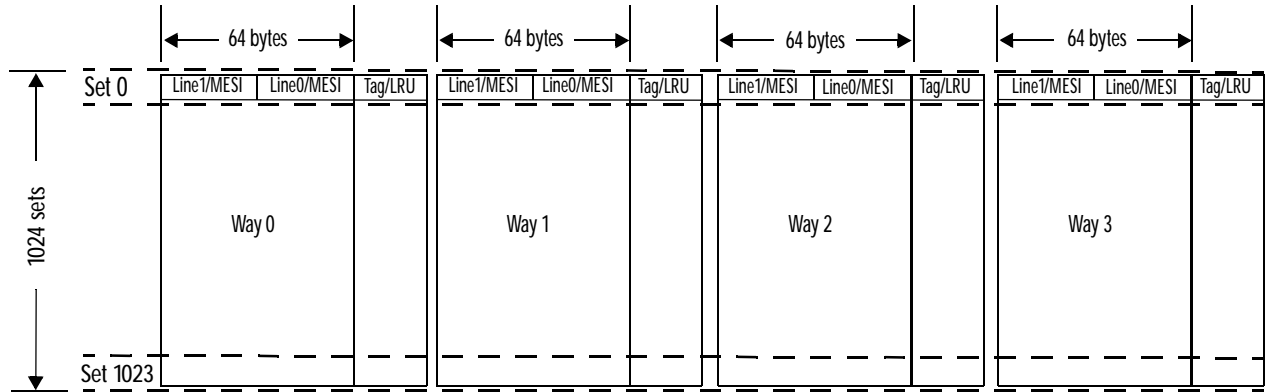 64 bytes 64 bytes 64 bytes 64 bytes
Set 0 Line1/MESI Line0/MESI Tag/LRU Line1/MESI Line0/MESI Tag/LRU Line1/MESI Line0/MESI Tag/LRU Line1/MESI Line0/MESI Tag/LRU
1024 sets
Way 0 Way 1 Way 2 Way 3
Set 1023